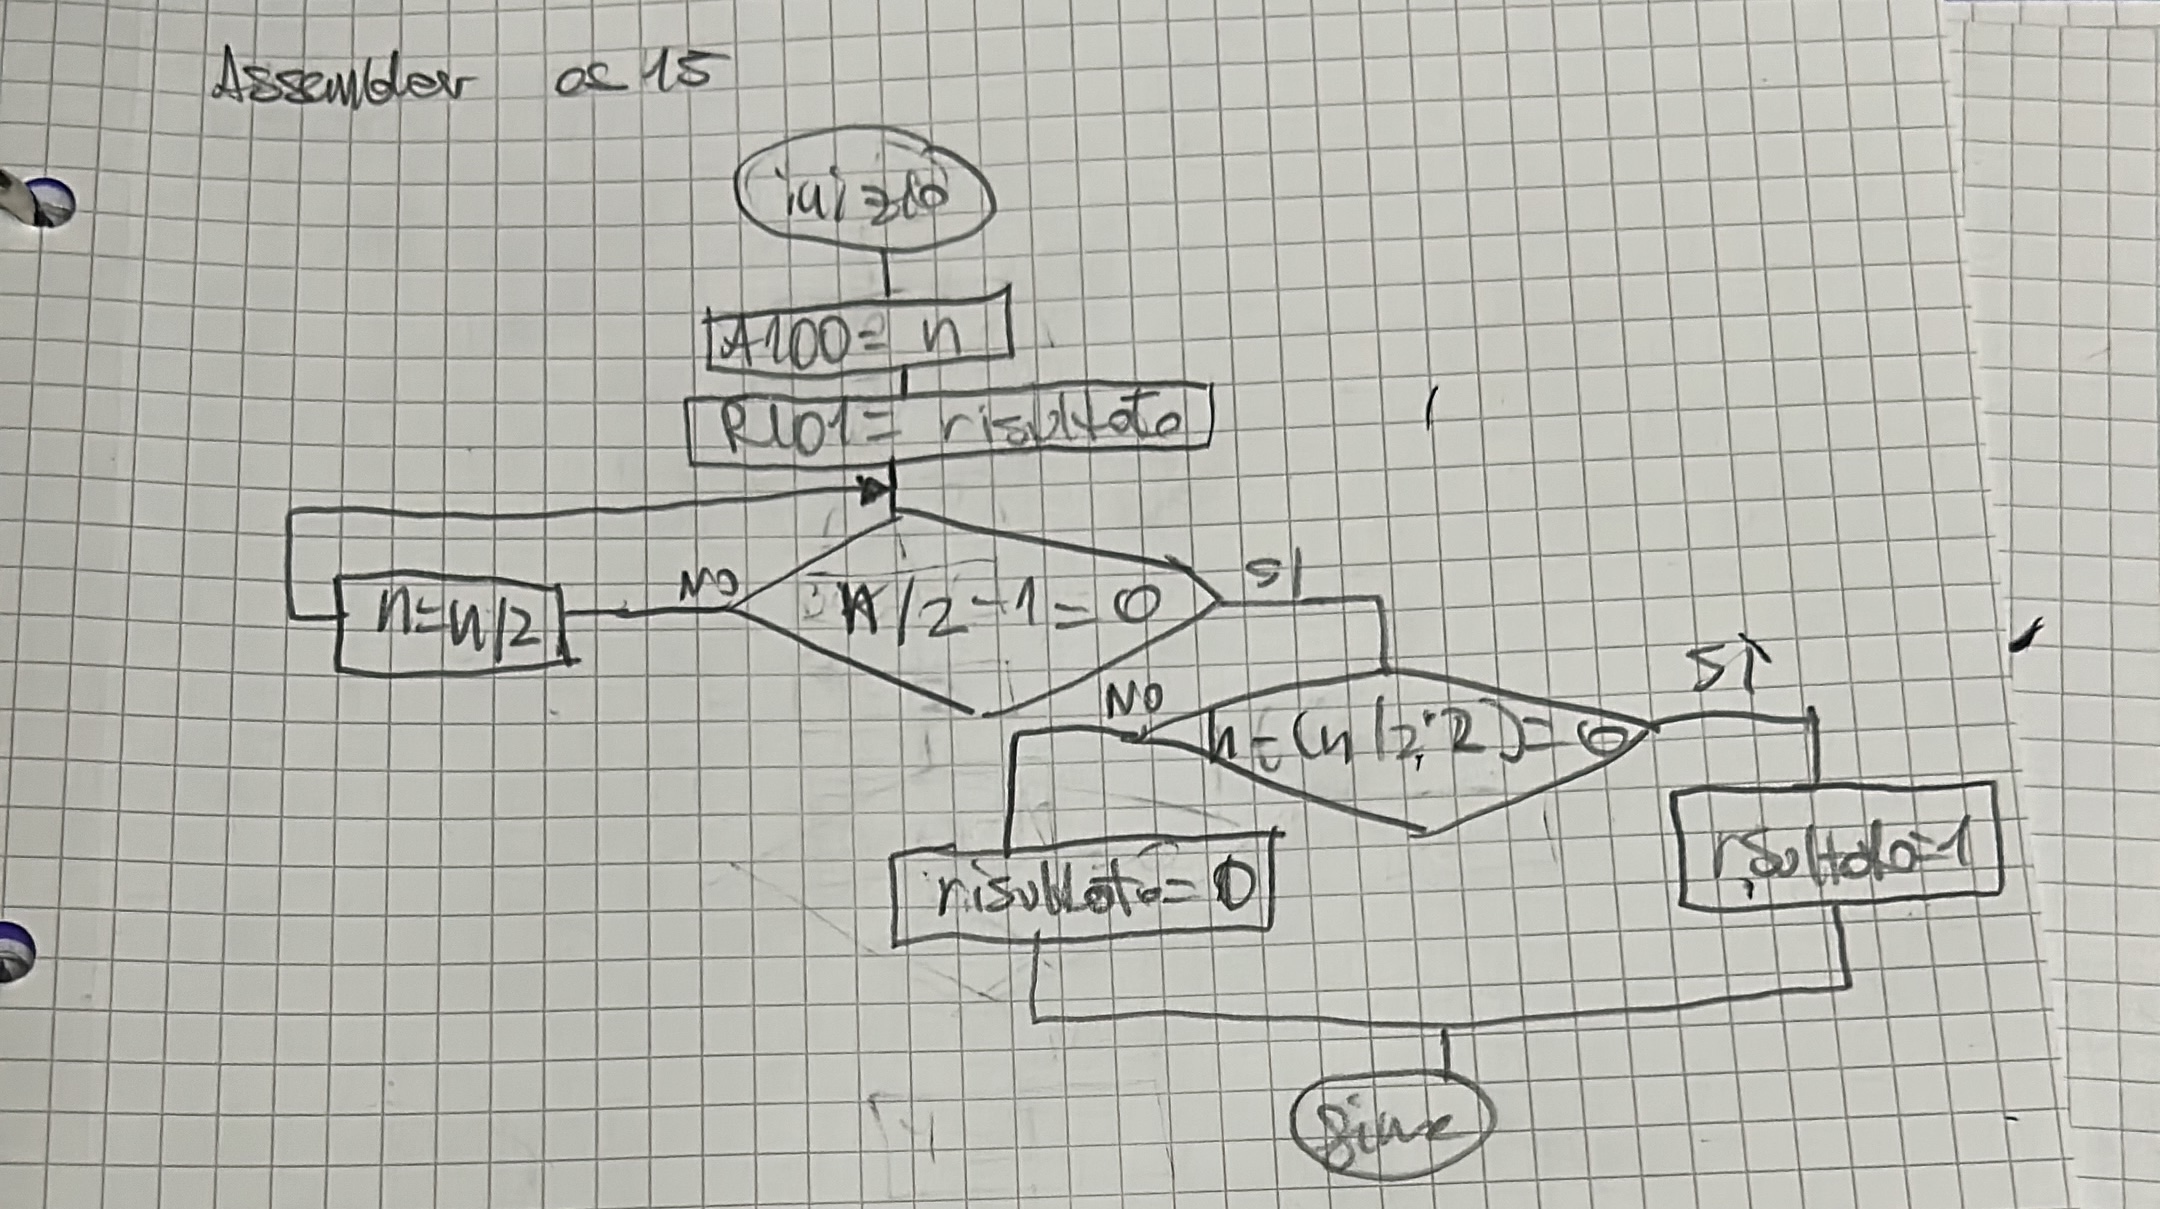 Assembler es 15
inizio
A100= n
R101= risultato
NO
n/2-1=0
SI
n=n/2
SÌ
NO
n-(n/2*2)=0
risultato=1
risultato=0
fine